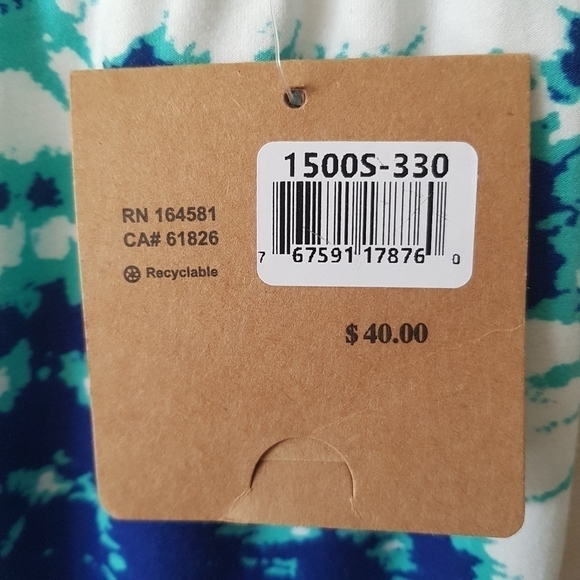 1500S-330
7 67591 17876 0
RN 164581
CA# 61826
Recyclable
$ 40.00